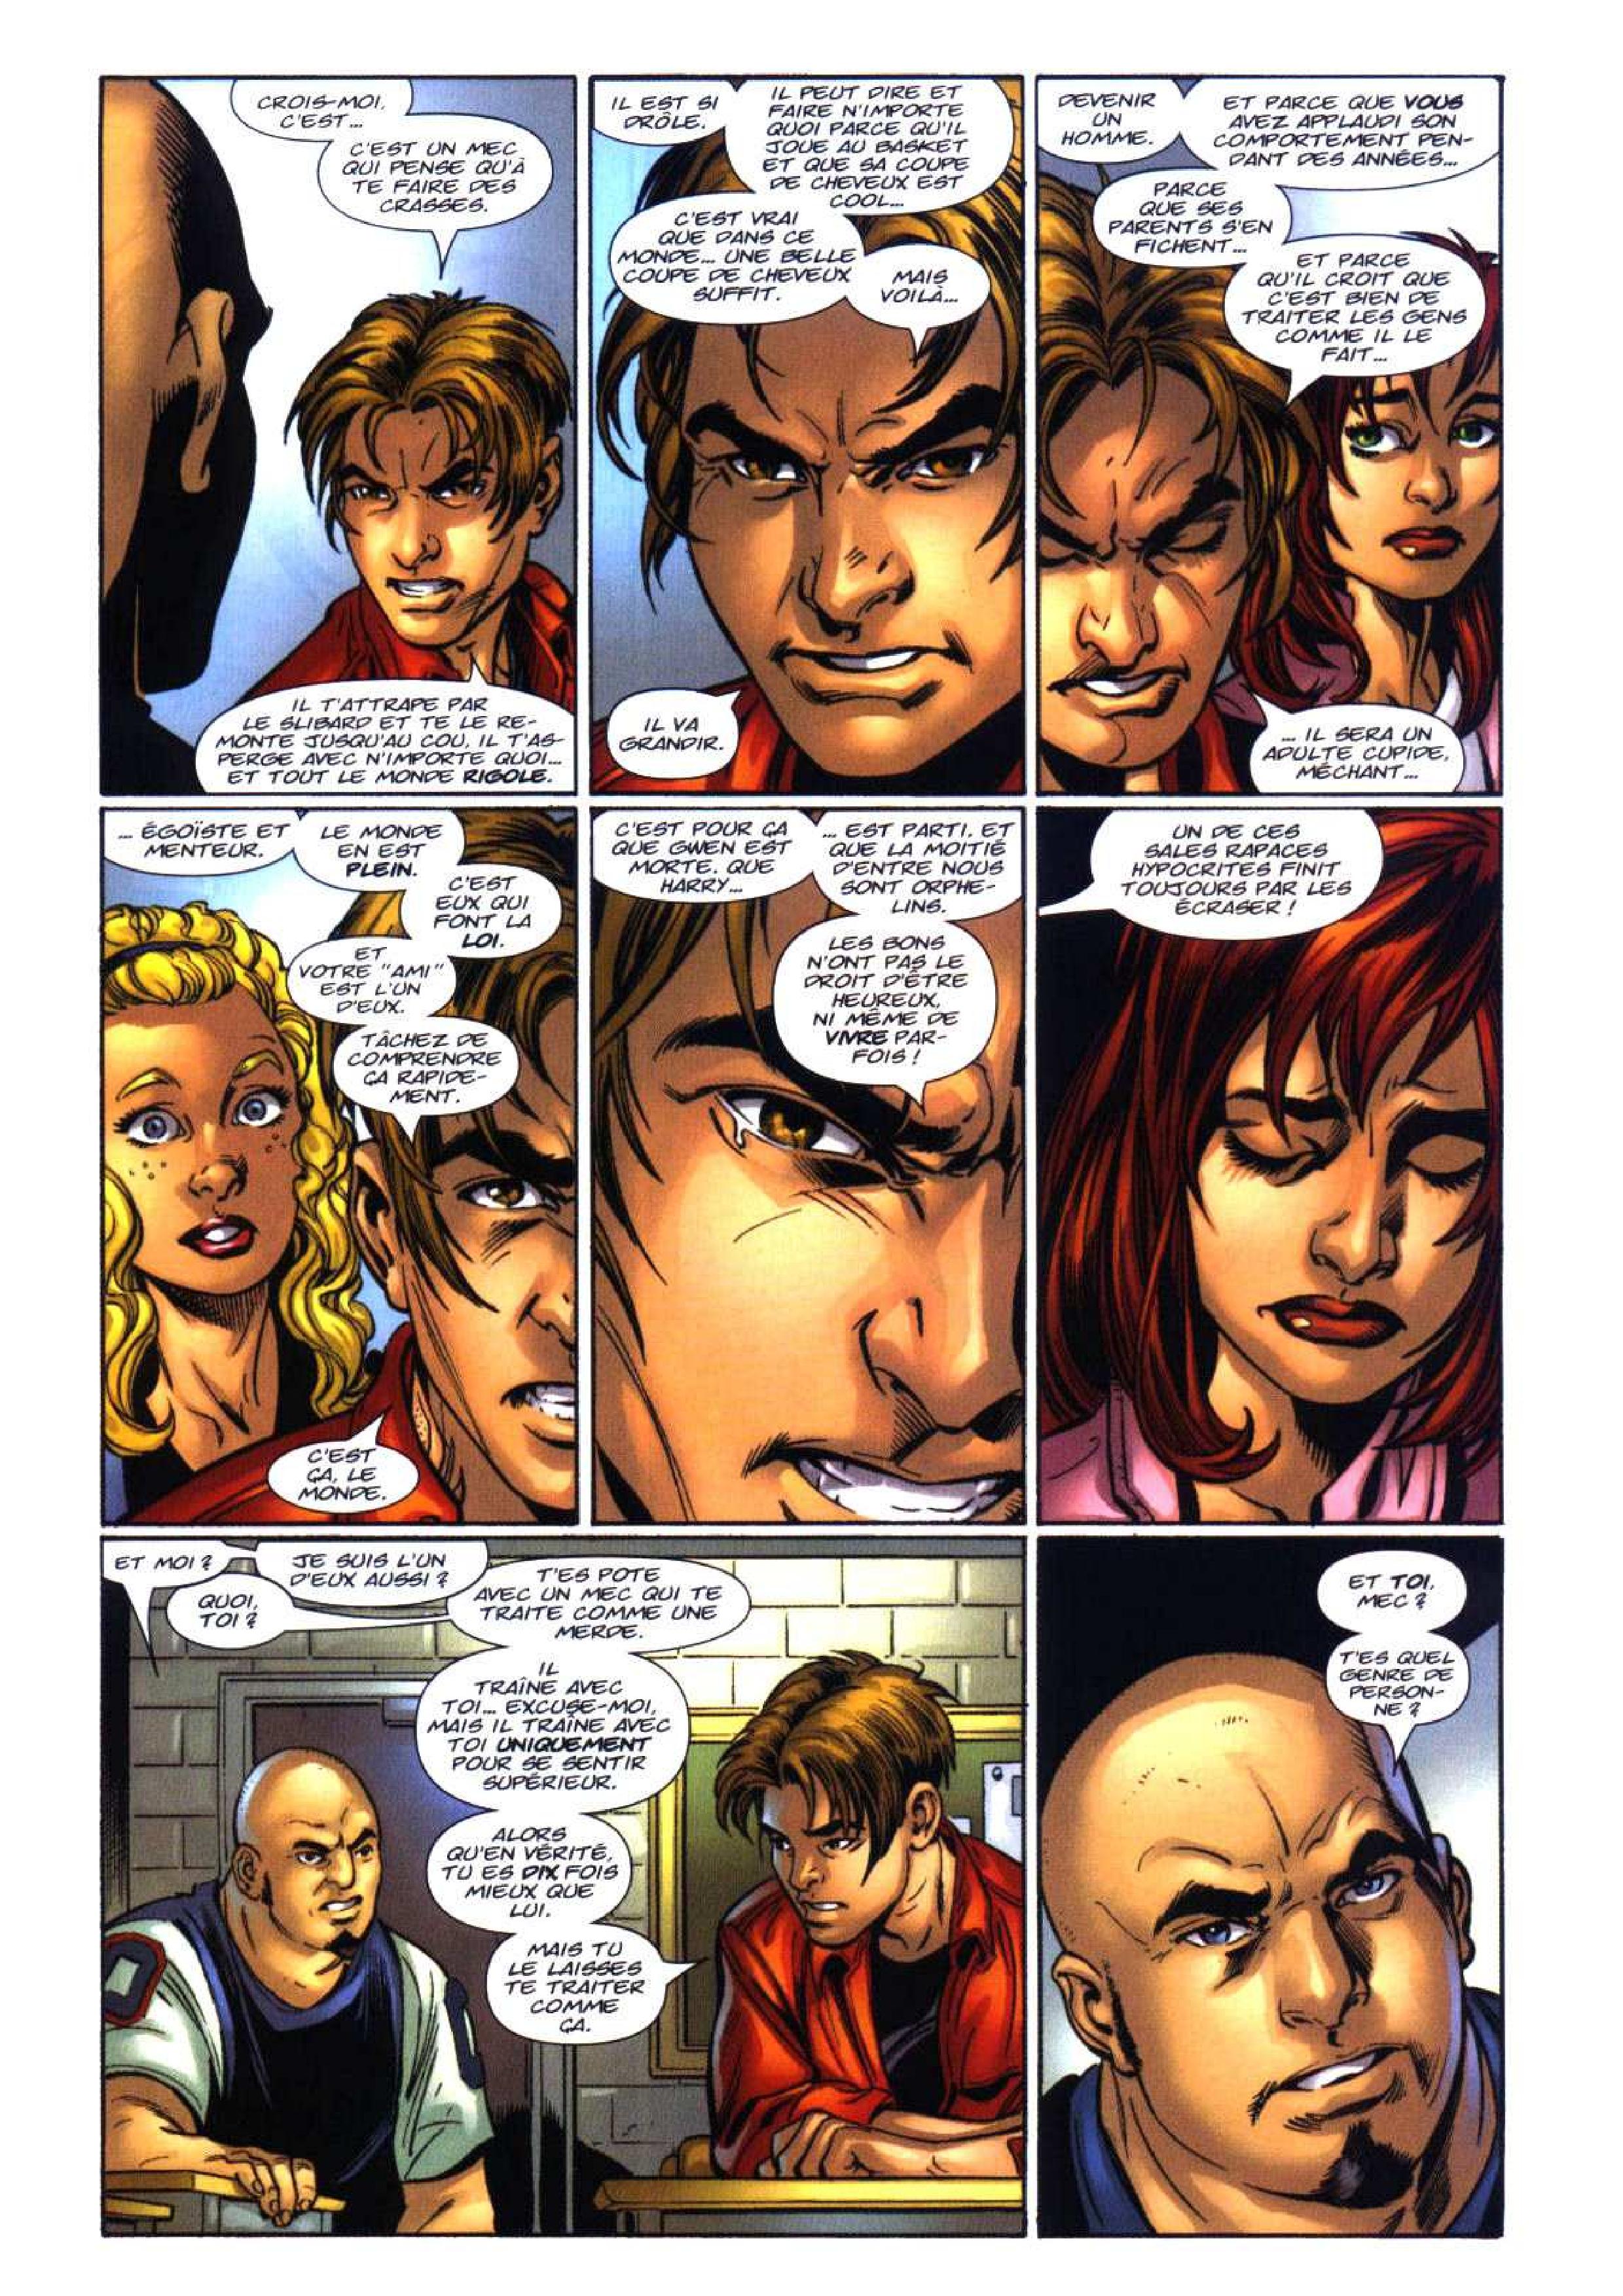 CROIS-MOI,
C'EST...
C'EST UN MEC
QUI PENSE QU'À
TE FAIRE DES
CRASSES.
IL T'ATTRAPE PAR
LE SLIBARD ET TE LE RE-
MONTE JUSQU'AU COU, IL T'AS-
PERGE AVEC N'IMPORTE QUOI...
ET TOUT LE MONDE RIGOLE.
IL EST SI
DRÔLE.
IL PEUT DIRE ET
FAIRE N'IMPORTE
QUOI PARCE QU'IL
JOUE AU BASKET
ET QUE SA COUPE
DE CHEVEUX EST
COOL...
C'EST VRAI
QUE DANS CE
MONDE... UNE BELLE
COUPE DE CHEVEUX
SUFFIT.
MAIS
VOILÀ...
IL VA
GRANDIR.
DEVENIR
UN
HOMME.
ET PARCE QUE VOUS
AVEZ APPLAUDI SON
COMPORTEMENT PEN-
DANT DES ANNÉES...
PARCE
QUE SES
PARENTS S'EN
FICHENT...
ET PARCE
QU'IL CROIT QUE
C'EST BIEN DE
TRAITER LES GENS
COMME IL LE
FAIT...
... IL SERA UN
ADULTE CUPIDE,
MÉCHANT...
... ÉGOÏSTE ET
MENTEUR.
LE MONDE
EN EST
PLEIN.
C'EST
EUX QUI
FONT LA
LOI.
ET
VOTRE "AMI"
EST L'UN
D'EUX.
TÂCHEZ DE
COMPRENDRE
ÇA RAPIDE-
MENT.
C'EST
ÇA, LE
MONDE.
C'EST POUR ÇA
QUE GWEN EST
MORTE. QUE
HARRY...
... EST PARTI. ET
QUE LA MOITIÉ
D'ENTRE NOUS
SONT ORPHE-
LINS.
LES BONS
N'ONT PAS LE
DROIT D'ÊTRE
HEUREUX,
NI MÊME DE
VIVRE PAR-
FOIS !
UN DE CES
SALES RAPACES
HYPOCRITES FINIT
TOUJOURS PAR LES
ÉCRASER !
ET MOI ?
QUOI,
TOI ?
JE SUIS L'UN
D'EUX AUSSI ?
T'ES POTE
AVEC UN MEC QUI TE
TRAITE COMME UNE
MERDE.
IL
TRAÎNE AVEC
TOI... EXCUSE-MOI,
MAIS IL TRAÎNE AVEC
TOI UNIQUEMENT
POUR SE SENTIR
SUPÉRIEUR.
ALORS
QU'EN VÉRITÉ,
TU ES DIX FOIS
MIEUX QUE
LUI.
MAIS TU
LE LAISSES
TE TRAITER
COMME
ÇA.
ET TOI,
MEC ?
T'ES QUEL
GENRE DE
PERSON-
NE ?